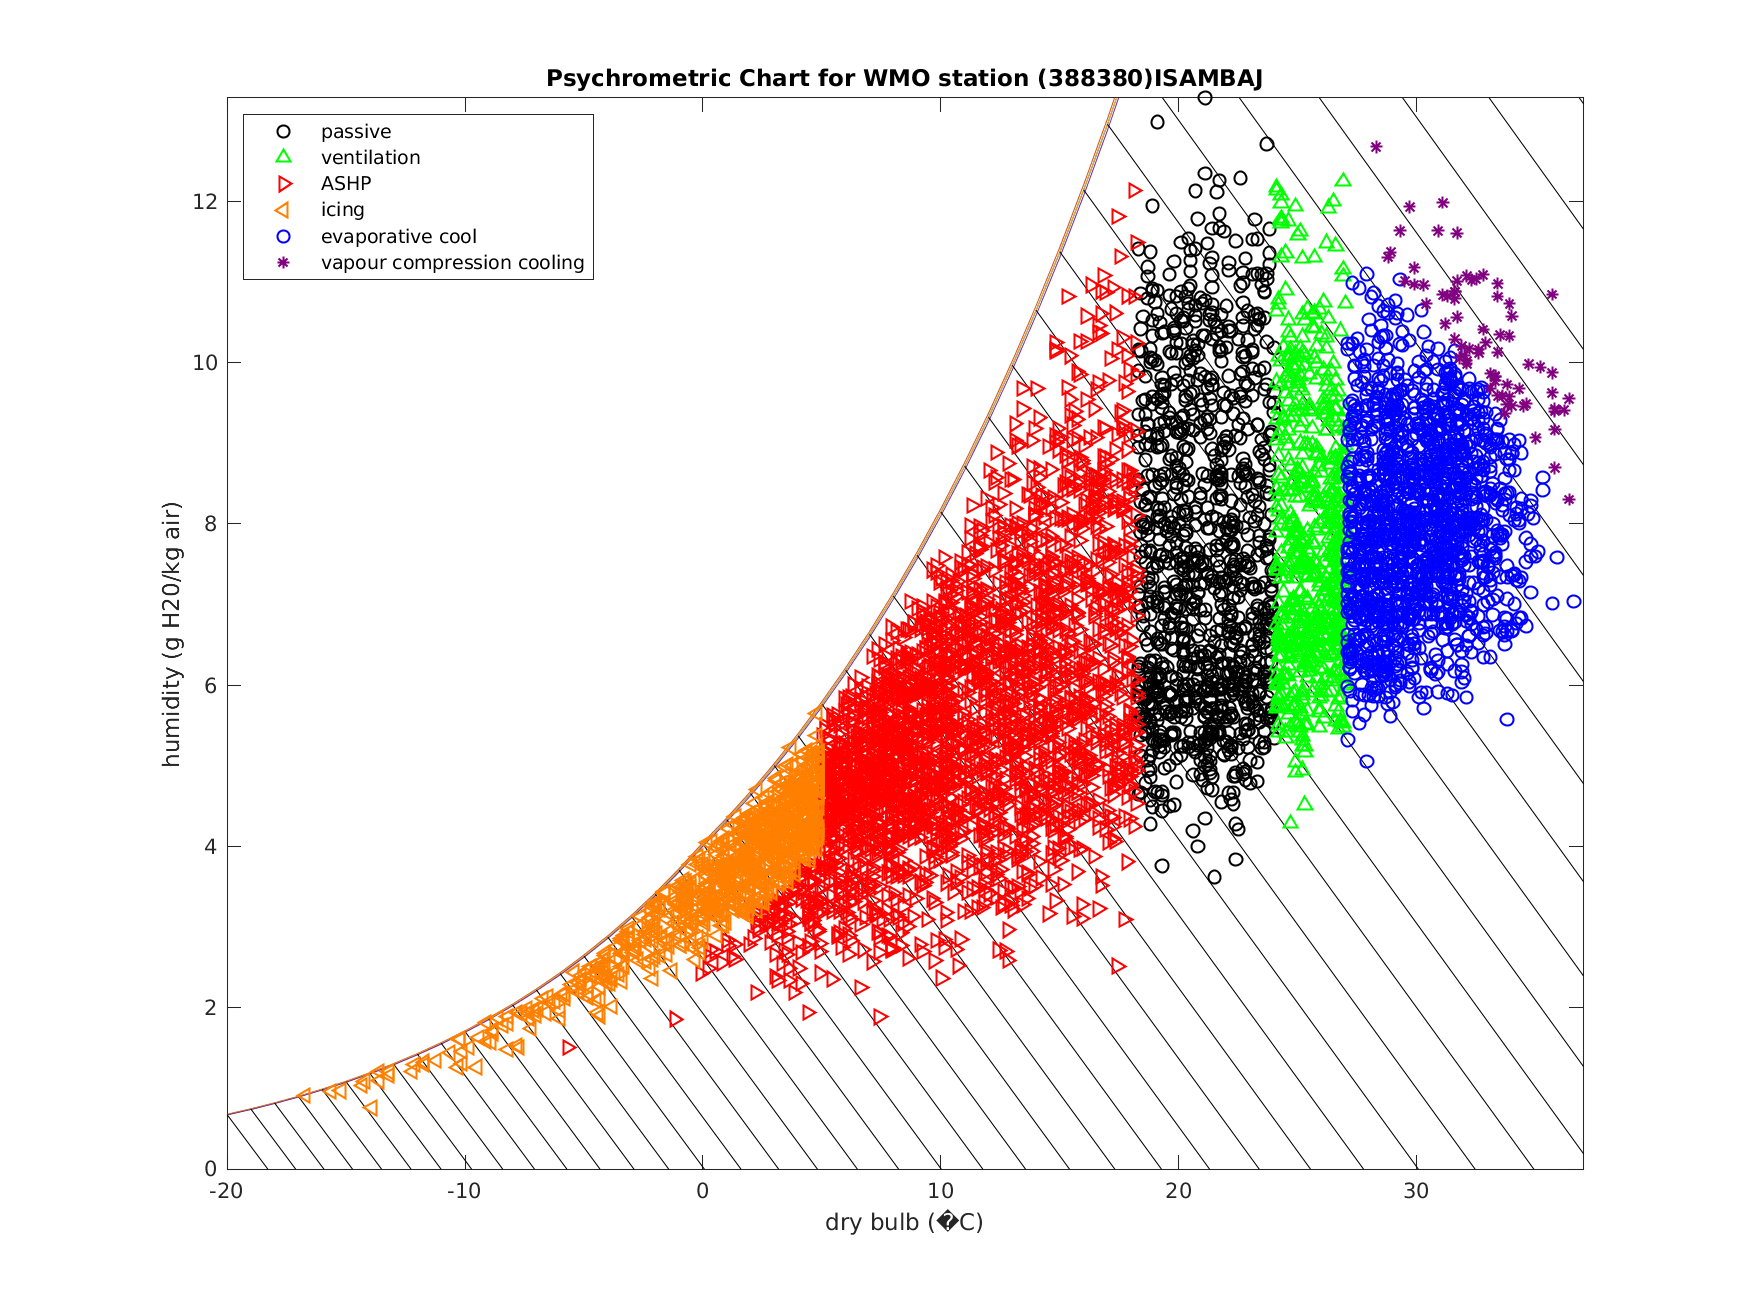 Psychrometric Chart for WMO station (388380)ISAMBAJ
passive
ventilation
ASHP
icing
evaporative cool
vapour compression cooling
12
10
8
6
4
2
0
humidity (g H20/kg air)
-20
-10
0
10
20
30
dry bulb (�C)